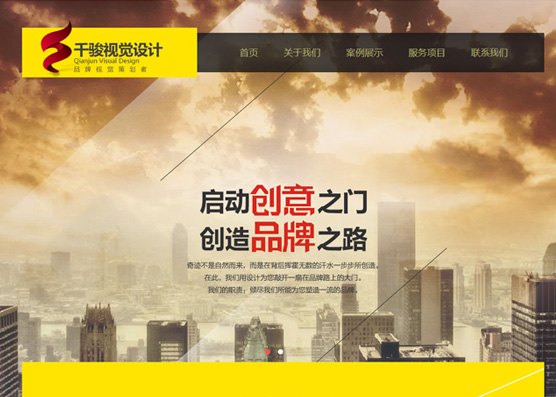 千骏视觉设计
Qianjun Visual Design
品牌视觉策划者
首页 关于我们 案例展示 服务项目 联系我们
启动创意之门
创造品牌之路
奇迹不是自然而来，而是在背后挥霍无数的汗水一步步所创造。
在此，我们用设计为您敲开一扇在品牌路上的大门。
我们的职责；倾尽我们所能为您塑造一流的品牌。